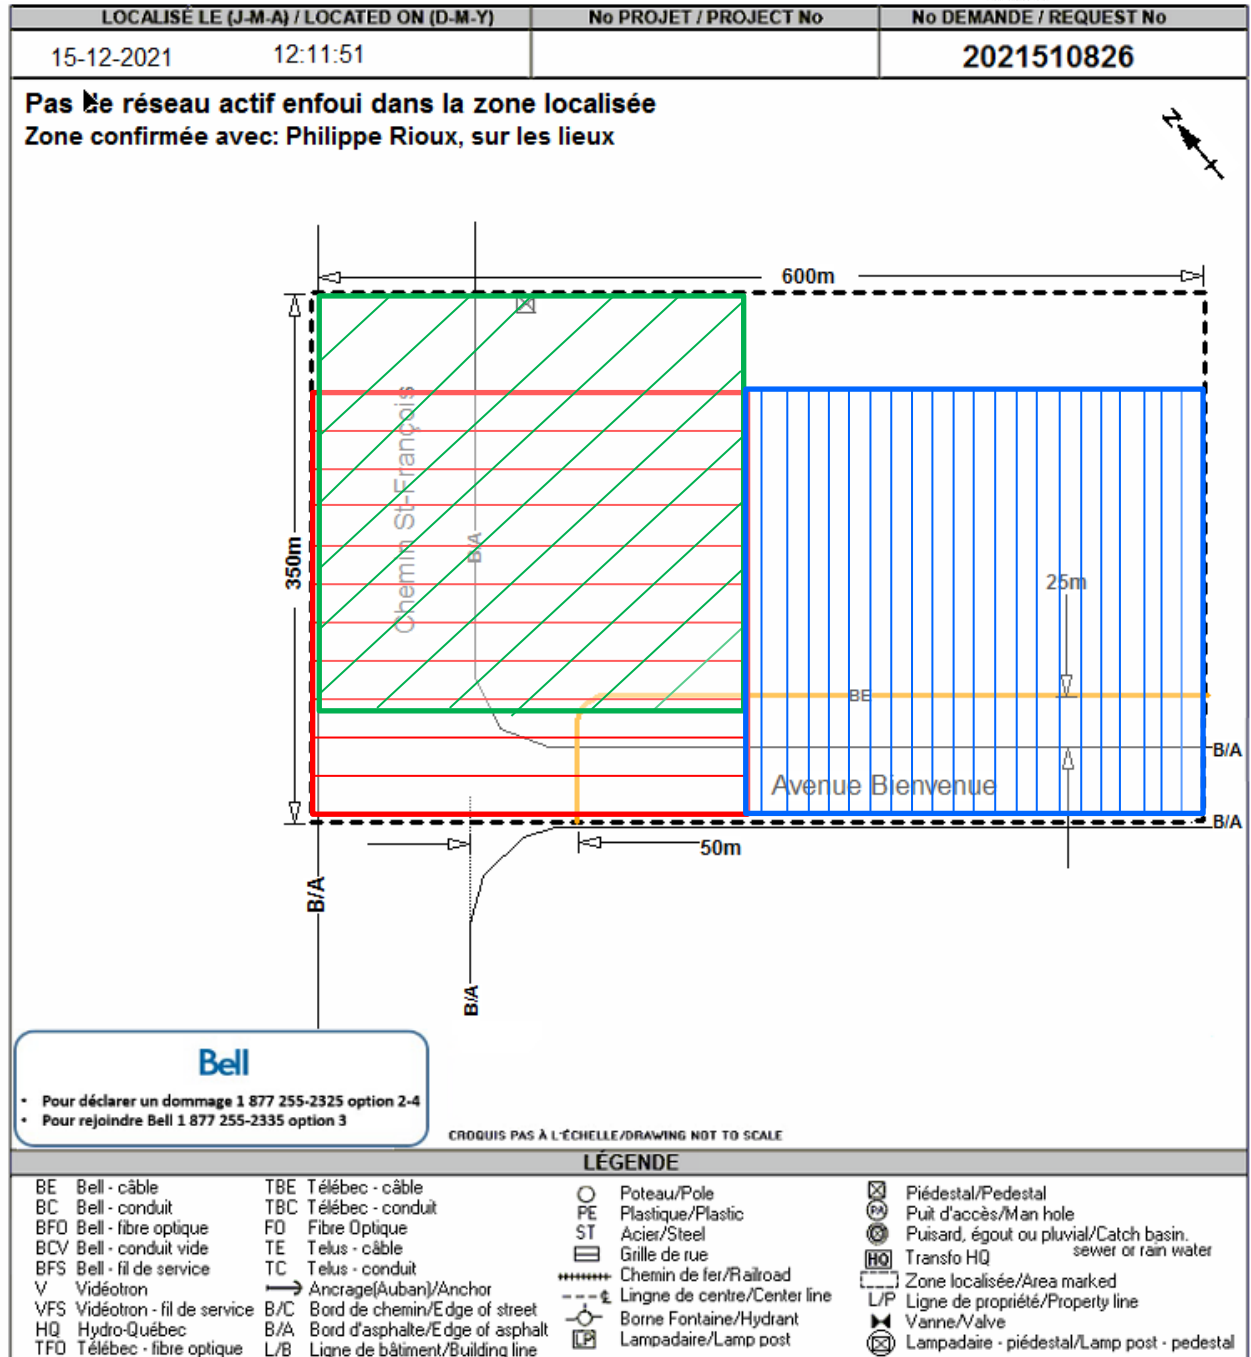 LOCALISÉ LE (J-M-A) / LOCATED ON (D-M-Y) No PROJET / PROJECT No No DEMANDE / REQUEST No
15-12-2021 12:11:51 2021510826
Pas de réseau actif enfoui dans la zone localisée
Zone confirmée avec: Philippe Rioux, sur les lieux
N
600m
350m
Chemin St-François
B/A
25m
BE
B/A
Avenue Bienvenue
B/A
50m
B/A
B/A
Bell
• Pour déclarer un dommage 1 877 255-2325 option 2-4
• Pour rejoindre Bell 1 877 255-2335 option 3
CROQUIS PAS À L'ÉCHELLE/DRAWING NOT TO SCALE
LÉGENDE
BE Bell - câble
BC Bell - conduit
BFO Bell - fibre optique
BCV Bell - conduit vide
BFS Bell - fil de service
V Vidéotron
VFS Vidéotron - fil de service
HQ Hydro-Québec
TFO Télébec - fibre optique
TBE Télébec - câble
TBC Télébec - conduit
FO Fibre Optique
TE Telus - câble
TC Telus - conduit
Ancrage(Auban)/Anchor
B/C Bord de chemin/Edge of street
B/A Bord d'asphalte/Edge of asphalt
L/B Ligne de bâtiment/Building line
Poteau/Pole
PE Plastique/Plastic
ST Acier/Steel
Grille de rue
Chemin de fer/Railroad
Lingne de centre/Center line
Borne Fontaine/Hydrant
LP Lampadaire/Lamp post
Piédestal/Pedestal
PA Puit d'accès/Man hole
Puisard, égout ou pluvial/Catch basin.
sewer or rain water
HQ Transfo HQ
Zone localisée/Area marked
L/P Ligne de propriété/Property line
Vanne/Valve
Lampadaire - piédestal/Lamp post - pedestal